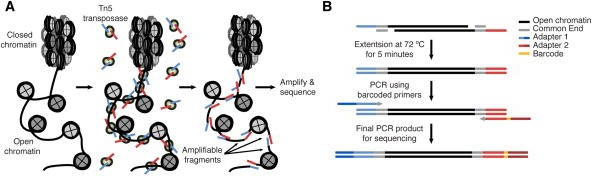 A
Tn5
transposase
Closed
chromatin
Open
chromatin
Amplifiable
fragments
Amplify &
sequence
B
Open chromatin
Common End
Adapter 1
Adapter 2
Barcode
Extenstion at 72 °C
for 5 minutes
PCR using
barcoded primers
Final PCR product
for sequencing